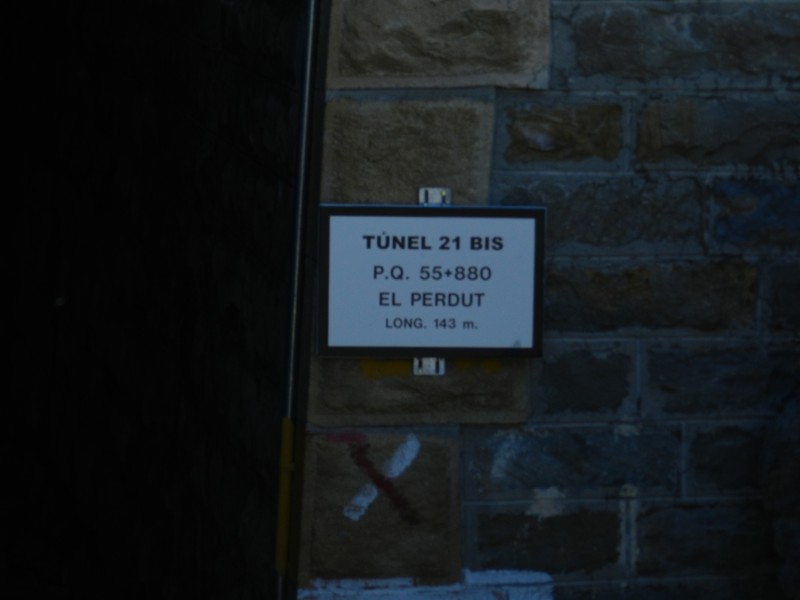 TÚNEL 21 BIS
P.Q. 55+880
EL PERDUT
LONG. 143 m.